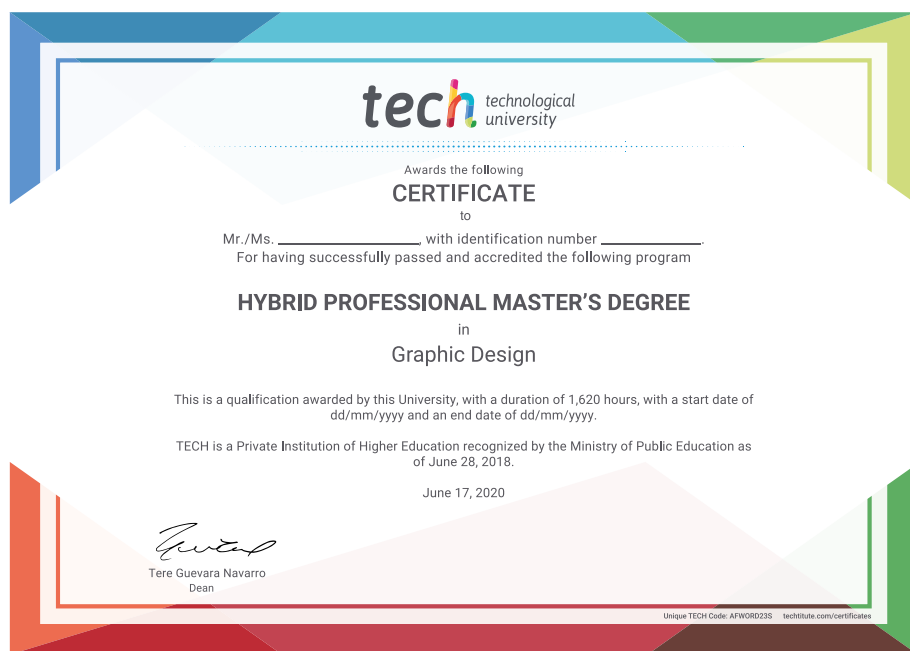 tech technological
university
Awards the following
CERTIFICATE
to
Mr./Ms. ____________________, with identification number ______________.
For having successfully passed and accredited the following program
HYBRID PROFESSIONAL MASTER'S DEGREE
in
Graphic Design
This is a qualification awarded by this University, with a duration of 1,620 hours, with a start date of
dd/mm/yyyy and an end date of dd/mm/yyyy.
TECH is a Private Institution of Higher Education recognized by the Ministry of Public Education as
of June 28, 2018.
June 17, 2020
Tere Guevara Navarro
Dean
Unique TECH Code: AFWORD23S techtitute.com/certificates